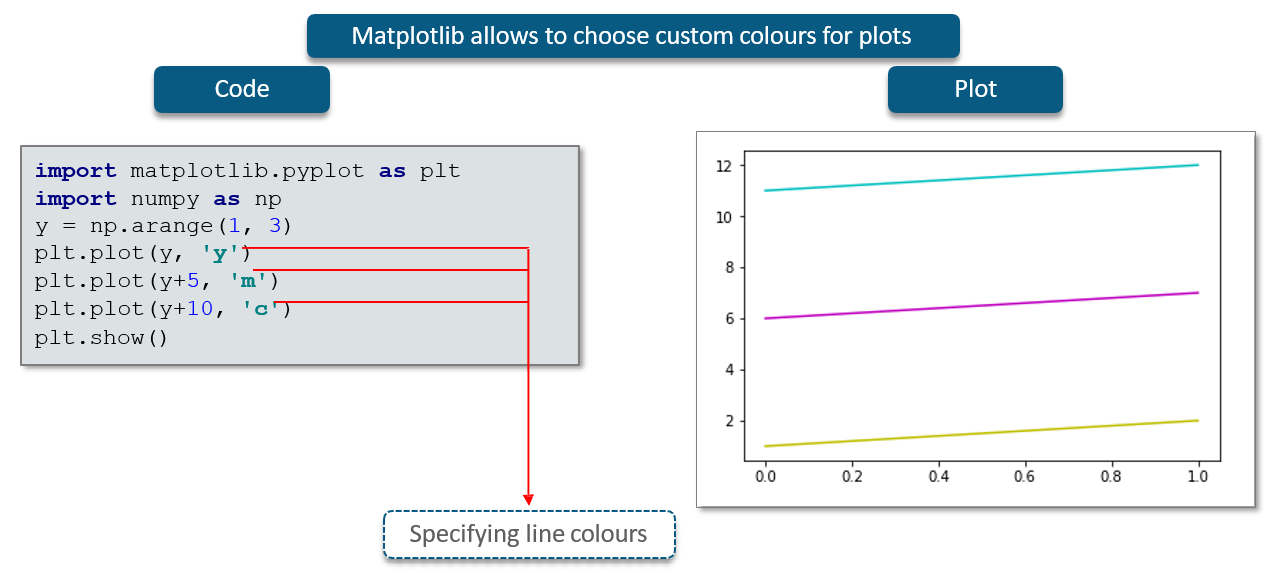 Matplotlib allows to choose custom colours for plots
Code
Plot
import matplotlib.pyplot as plt
import numpy as np
y = np.arange(1, 3)
plt.plot(y, 'y')
plt.plot(y+5, 'm')
plt.plot(y+10, 'c')
plt.show()
12
10
8
6
4
2
0.0 0.2 0.4 0.6 0.8 1.0
Specifying line colours